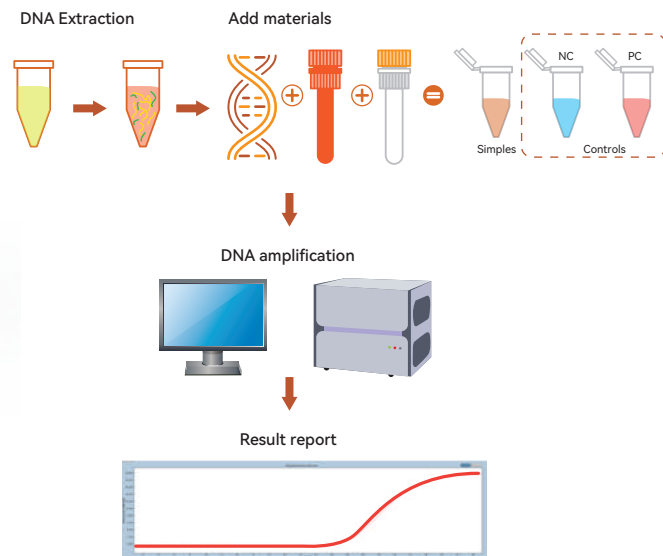 DNA Extraction
Add materials
NC
PC
Simples
Controls
DNA amplification
Result report